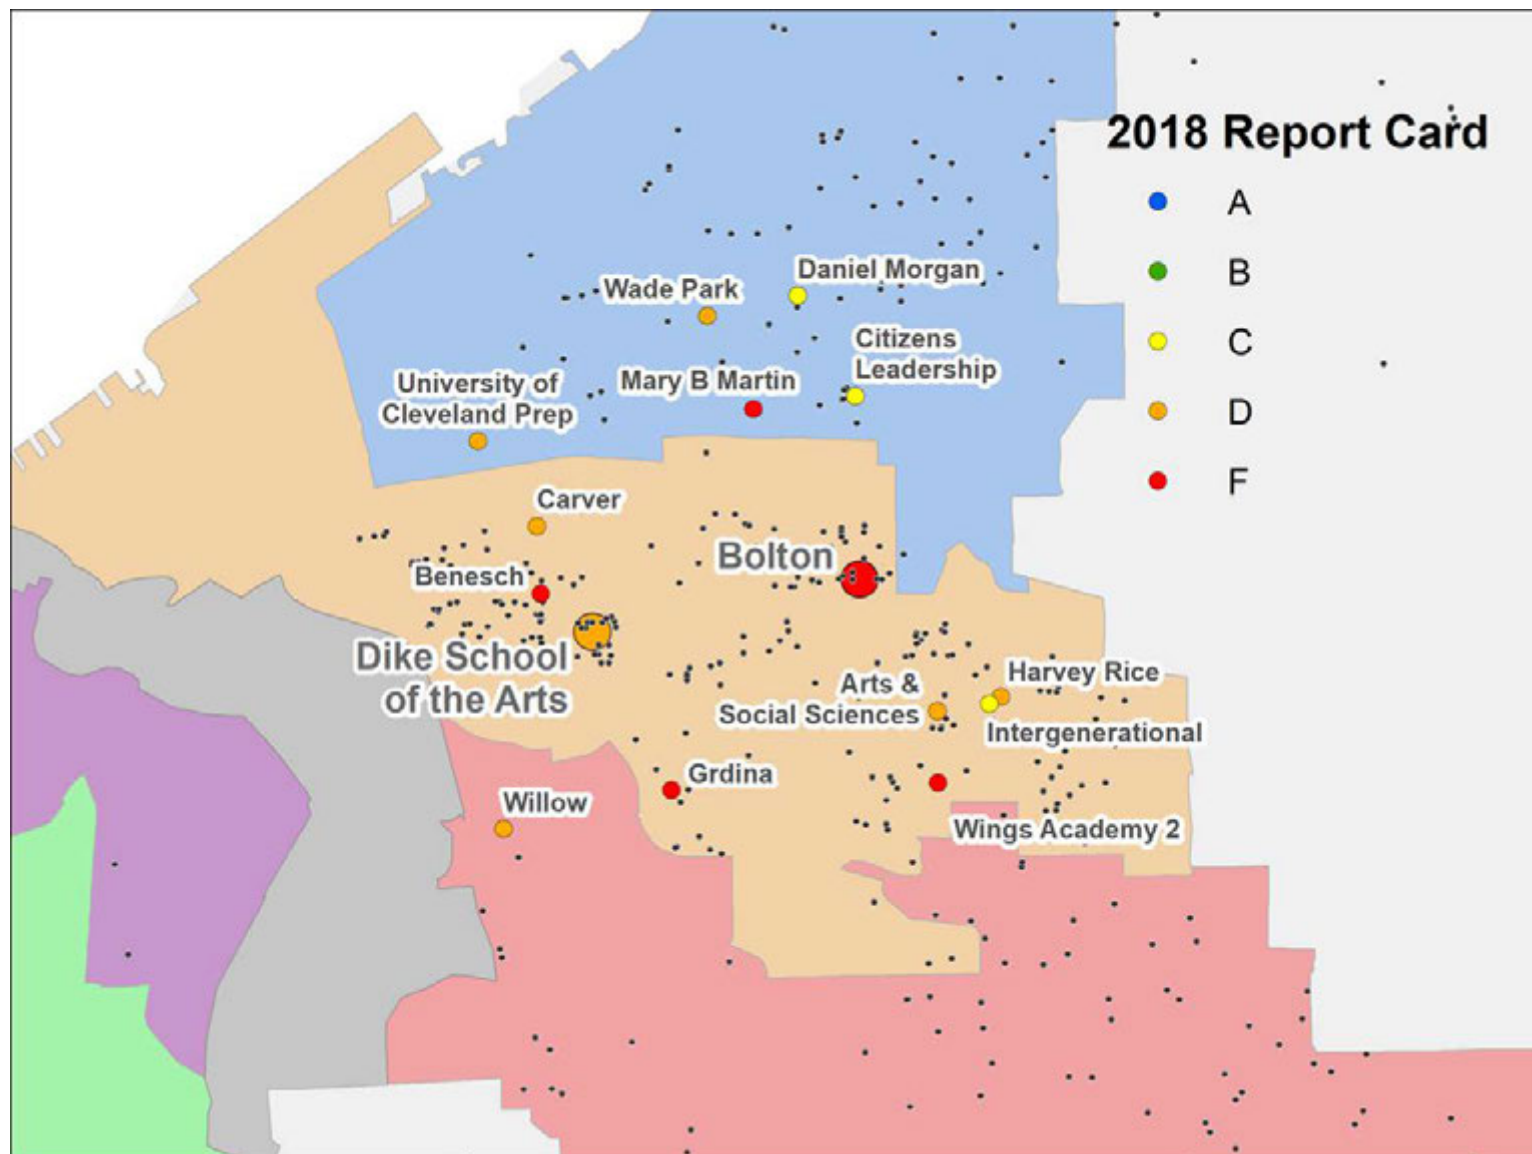 2018 Report Card
A
B
C
D
F
Daniel Morgan
Wade Park
Citizens
Leadership
Mary B Martin
University of
Cleveland Prep
Carver
Bolton
Benesch
Dike School
of the Arts
Harvey Rice
Arts &
Social Sciences
Intergenerational
Grdina
Willow
Wings Academy 2